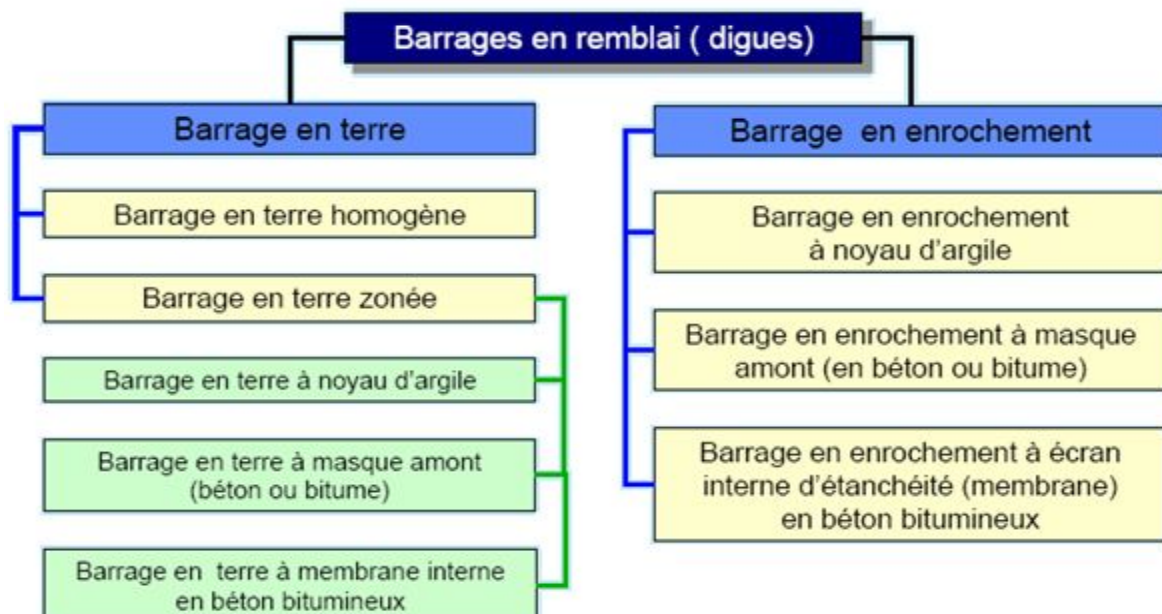 Barrages en remblai ( digues)
Barrage en terre
Barrage en terre homogène
Barrage en terre zonée
Barrage en terre à noyau d'argile
Barrage en terre à masque amont
(béton ou bitume)
Barrage en terre à membrane interne
en béton bitumineux
Barrage en enrochement
Barrage en enrochement
à noyau d'argile
Barrage en enrochement à masque
amont (en béton ou bitume)
Barrage en enrochement à écran
interne d'étanchéité (membrane)
en béton bitumineux